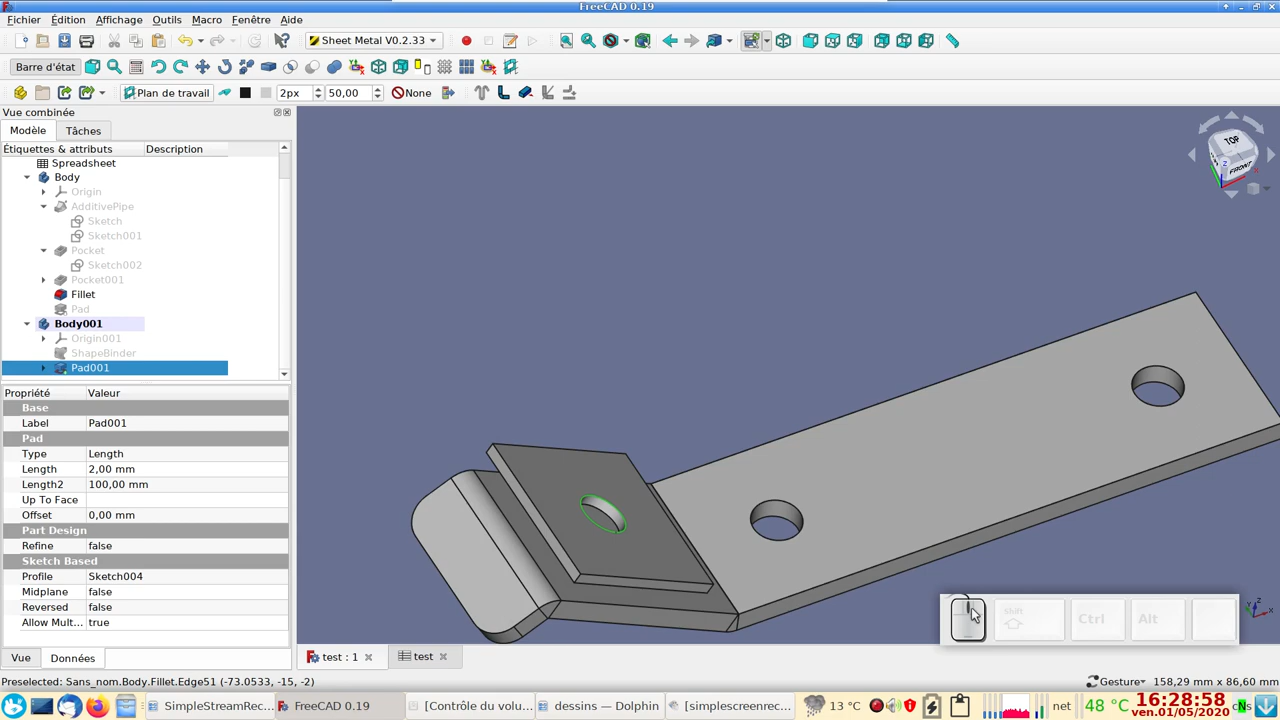 FreeCAD 0.19
Fichier Édition Affichage Outils Macro Fenêtre Aide
Sheet Metal V0.2.33
Barre d'état
Plan de travail 2px 50,00 None
Vue combinée
Modèle Tâches
Étiquettes & attributs Description
Spreadsheet
Body
Origin
AdditivePipe
Sketch
Sketch001
Pocket
Sketch002
Pocket001
Fillet
Pad
Body001
Origin001
ShapeBinder
Pad001
Propriété Valeur
Base
Label Pad001
Pad
Type Length
Length 2,00 mm
Length2 100,00 mm
Up To Face
Offset 0,00 mm
Part Design
Refine false
Sketch Based
Profile Sketch004
Midplane false
Reversed false
Allow Mult... true
Vue Données
TOP
FRONT
Z
X
Shift Ctrl Alt
test : 1 test
Preselected: Sans_nom.Body.Fillet.Edge51 (-73.0533, -15, -2) Gesture 158,29 mm x 86,60 mm
SimpleStreamRec... FreeCAD 0.19 [Conduite du vou... dessins — Dolphin [simplescreenrec... 13 °C net 48 °C 16:28:58
ven.01/05/2020